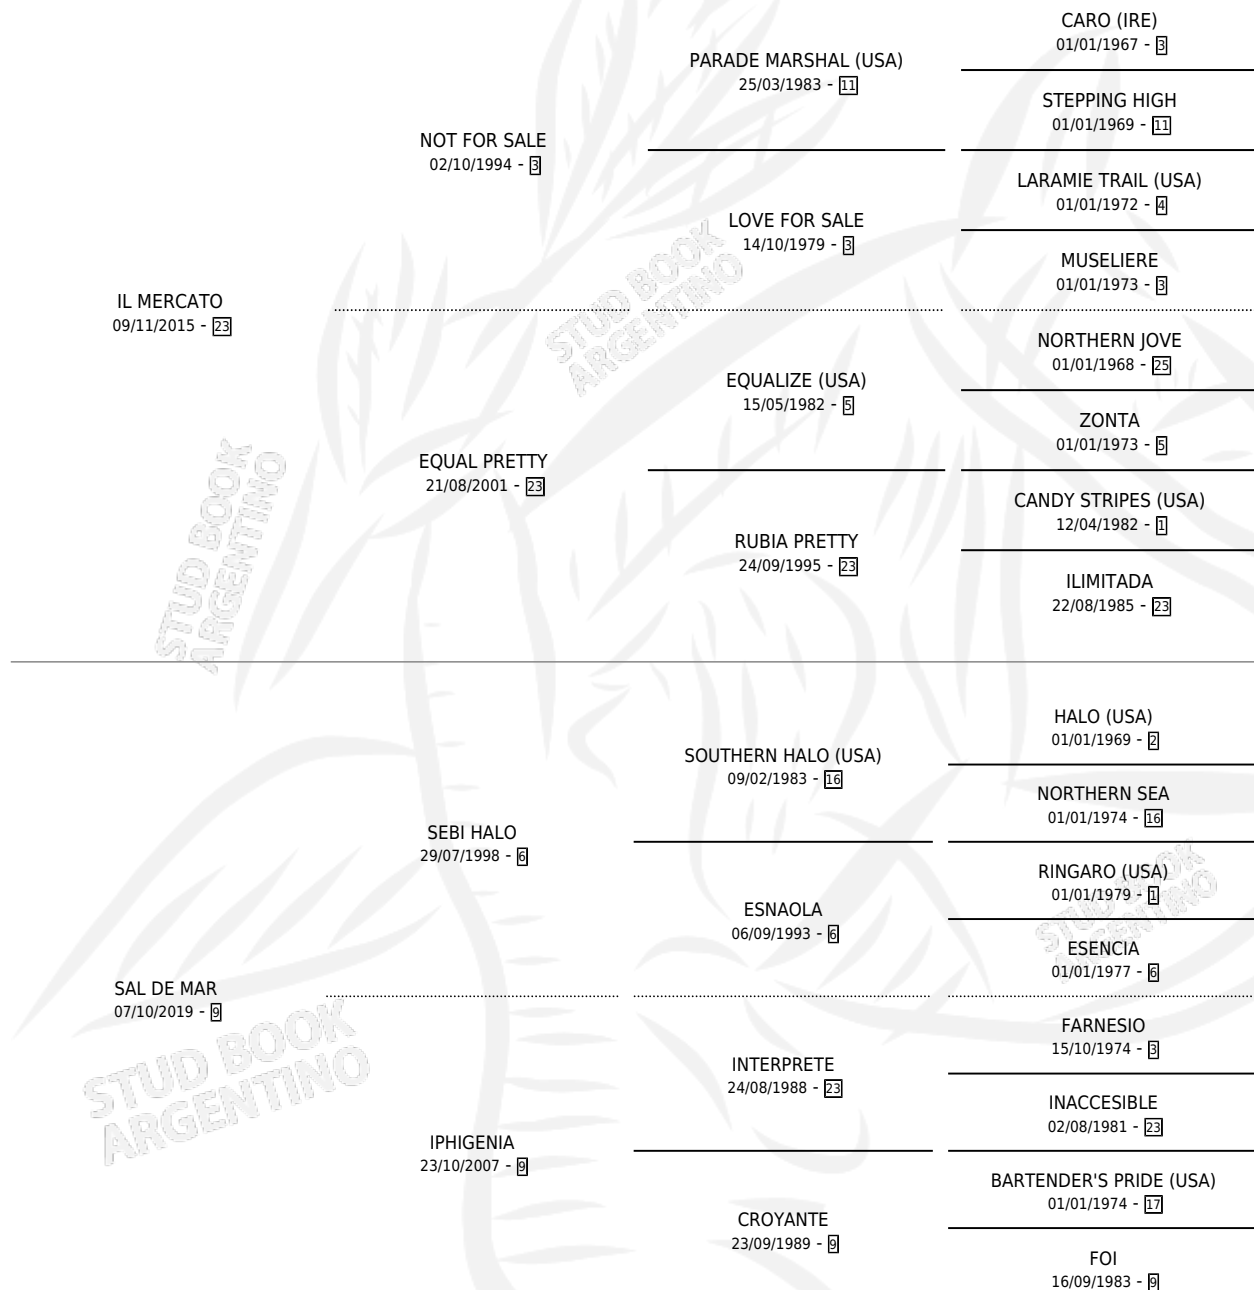 CARO (IRE)
01/01/1967 - 3
PARADE MARSHAL (USA)
25/03/1983 - 11
STEPPING HIGH
01/01/1969 - 11
NOT FOR SALE
02/10/1994 - 3
LARAMIE TRAIL (USA)
01/01/1972 - 4
LOVE FOR SALE
14/10/1979 - 3
MUSELIERE
01/01/1973 - 3
IL MERCATO
09/11/2015 - 23
NORTHERN JOVE
01/01/1968 - 25
EQUALIZE (USA)
15/05/1982 - 5
ZONTA
01/01/1973 - 5
EQUAL PRETTY
21/08/2001 - 23
CANDY STRIPES (USA)
12/04/1982 - 1
RUBIA PRETTY
24/09/1995 - 23
ILIMITADA
22/08/1985 - 23
HALO (USA)
01/01/1969 - 2
SOUTHERN HALO (USA)
09/02/1983 - 16
NORTHERN SEA
01/01/1974 - 16
SEBI HALO
29/07/1998 - 6
RINGARO (USA)
01/01/1979 - 1
ESNAOLA
06/09/1993 - 6
ESENCIA
01/01/1977 - 6
SAL DE MAR
07/10/2019 - 9
FARNESIO
15/10/1974 - 3
INTERPRETE
24/08/1988 - 23
INACCESIBLE
02/08/1981 - 23
IPHIGENIA
23/10/2007 - 9
BARTENDER'S PRIDE (USA)
01/01/1974 - 17
CROYANTE
23/09/1989 - 9
FOI
16/09/1983 - 9
STUD BOOK
ARGENTINO
STUD BOOK
ARGENTINO
STUD BOOK
ARGENTINO
STUD BOOK
ARGENTINO